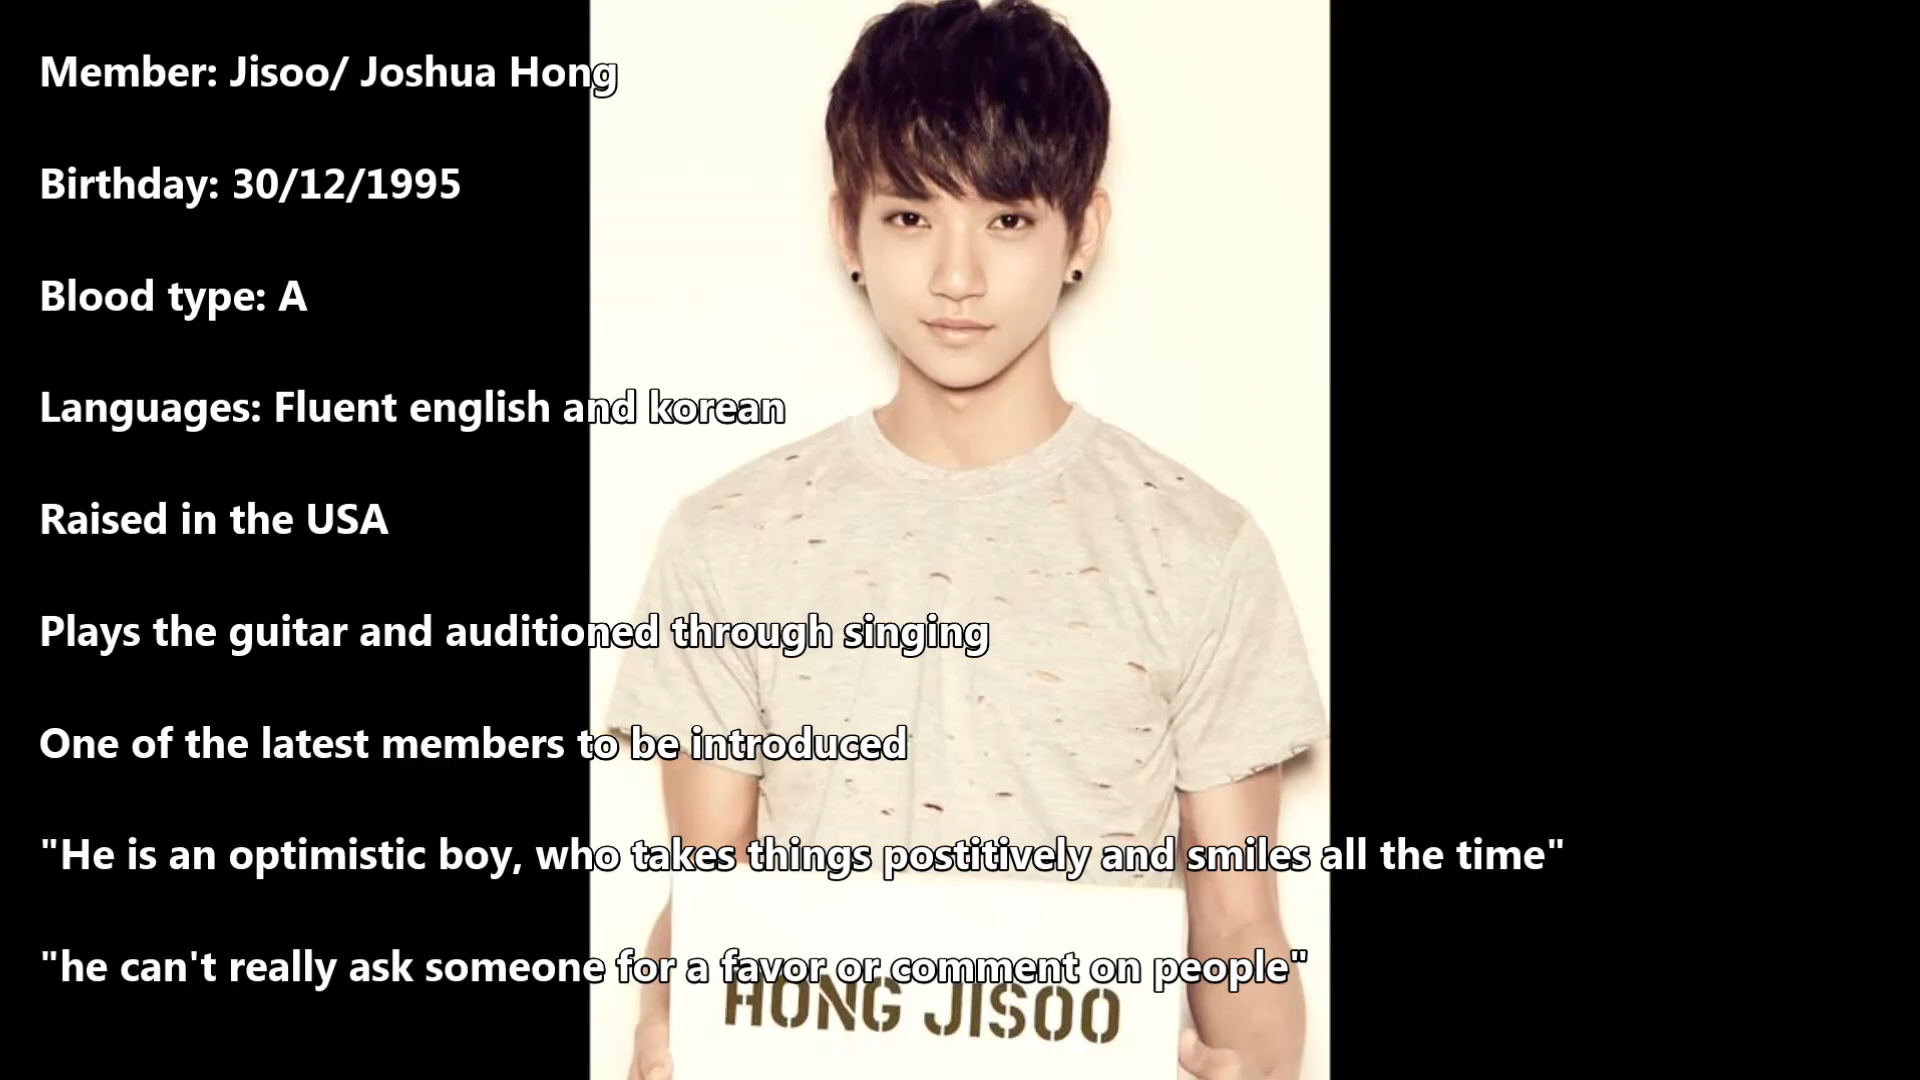 Member: Jisoo/ Joshua Hong
Birthday: 30/12/1995
Blood type: A
Languages: Fluent english and korean
Raised in the USA
Plays the guitar and auditioned through singing
One of the latest members to be introduced
"He is an optimistic boy, who takes things postitively and smiles all the time"
"he can't really ask someone for a favor or comment on people"
HONG JISOO